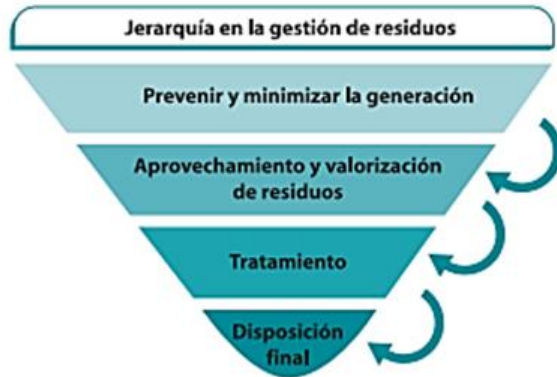 Jerarquía en la gestión de residuos
Prevenir y minimizar la generación
Aprovechamiento y valorización
de residuos
Tratamiento
Disposición
final